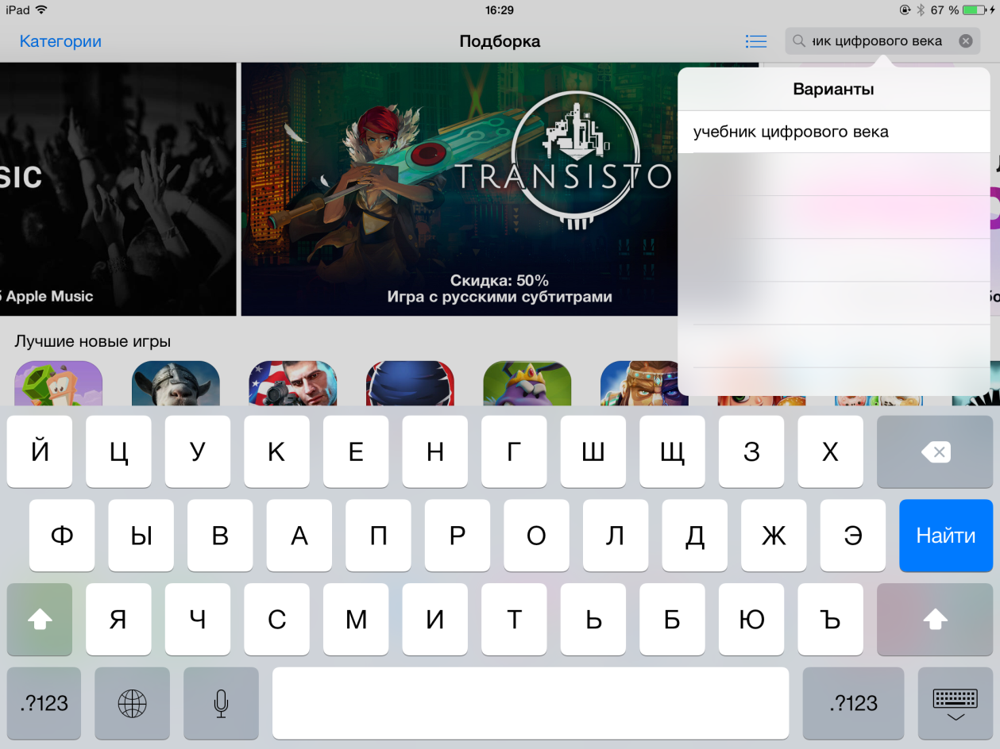 iPad
16:29
67 %
Категории
Подборка
ник цифрового века
Варианты
учебник цифрового века
SIC
Apple Music
TRANSISTO
Скидка: 50%
Игра с русскими субтитрами
Лучшие новые игры
Й Ц У К Е Н Г Ш Щ З Х
Ф Ы В А П Р О Л Д Ж Э Найти
Я Ч С М И Т Ь Б Ю Ъ
.?123 .?123